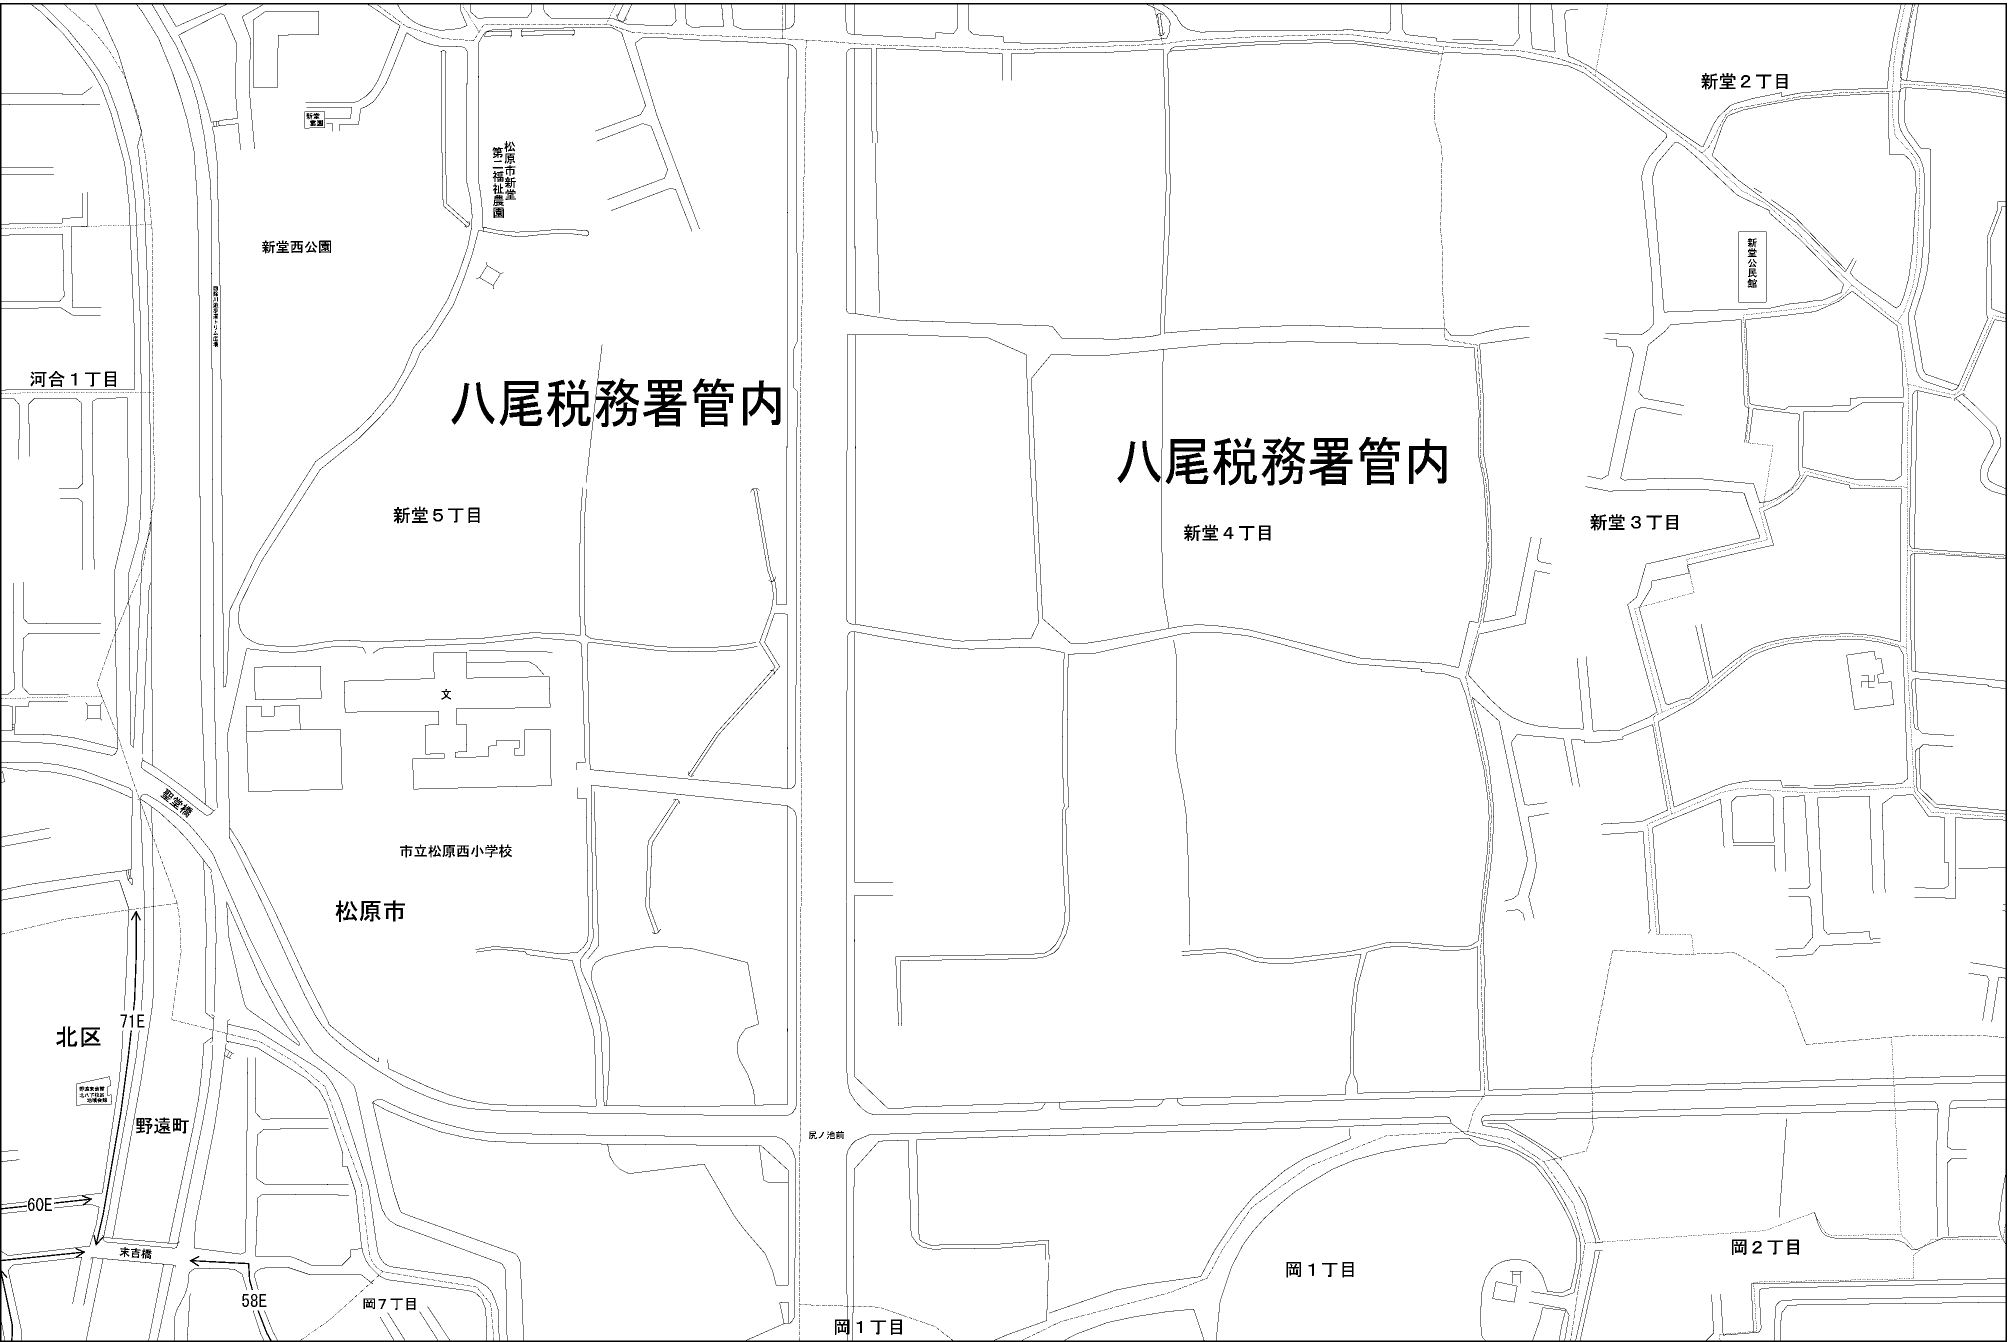 新堂２丁目
新堂
霊園
松原市新堂
第二福祉農園
新堂西公園
新堂公民館
河合１丁目
八尾税務署管内
八尾税務署管内
新堂５丁目
新堂４丁目
新堂３丁目
文
聖堂橋
市立松原西小学校
松原市
71E
北区
野遠町
尻ノ池前
60E
末吉橋
58E
岡７丁目
岡１丁目
岡２丁目
岡１丁目